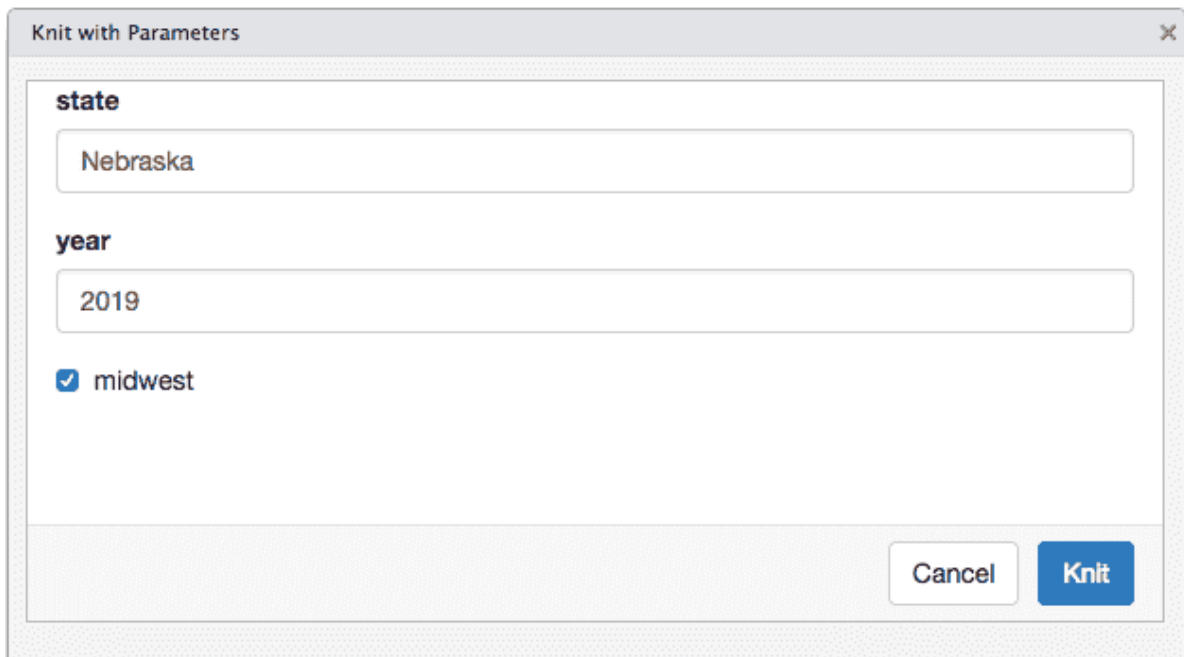 Knit with Parameters
state
Nebraska
year
2019
midwest
Cancel
Knit